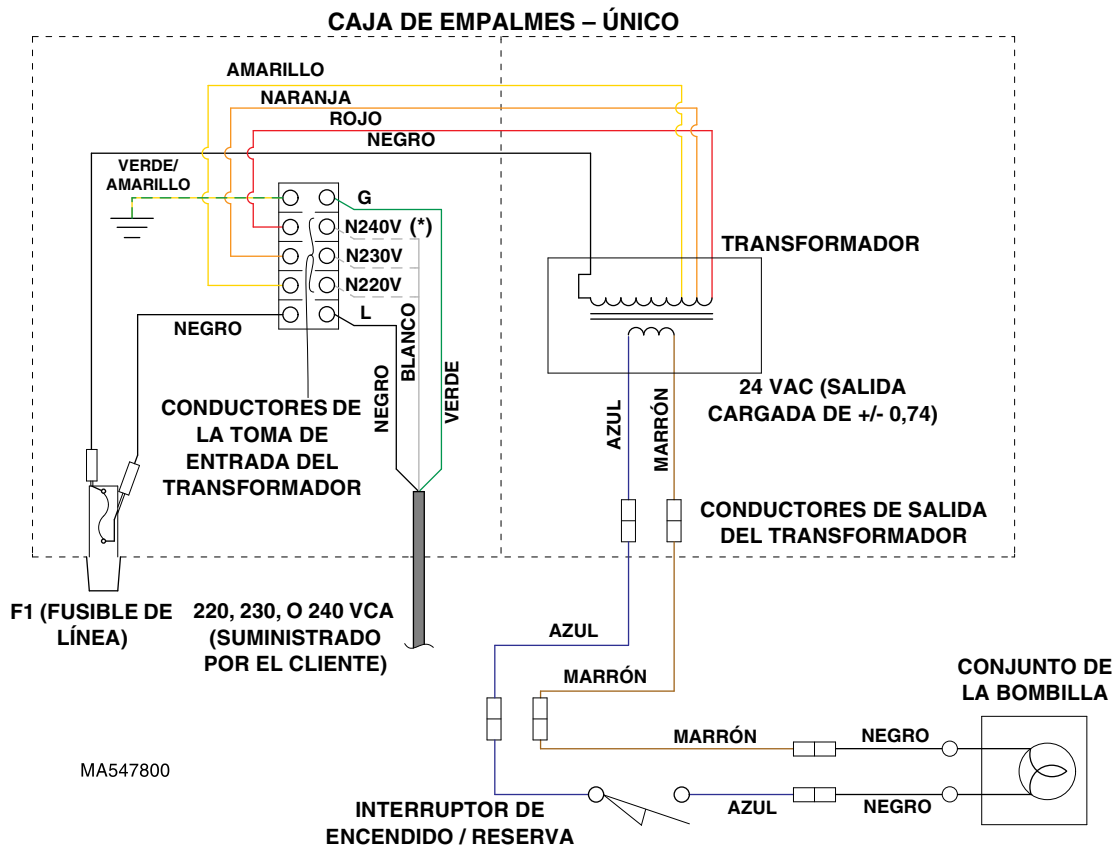 CAJA DE EMPALMES – ÚNICO
AMARILLO
NARANJA
ROJO
NEGRO
VERDE/
AMARILLO
G
N240V (*)
N230V
N220V
L
NEGRO
TRANSFORMADOR
NEGRO
BLANCO
VERDE
CONDUCTORES DE
LA TOMA DE
ENTRADA DEL
TRANSFORMADOR
24 VAC (SALIDA
CARGADA DE +/- 0,74)
AZUL
MARRÓN
CONDUCTORES DE SALIDA
DEL TRANSFORMADOR
F1 (FUSIBLE DE
LÍNEA)
220, 230, O 240 VCA
(SUMINISTRADO
POR EL CLIENTE)
AZUL
MARRÓN
CONJUNTO DE
LA BOMBILLA
MARRÓN
NEGRO
MA547800
AZUL
NEGRO
INTERRUPTOR DE
ENCENDIDO / RESERVA